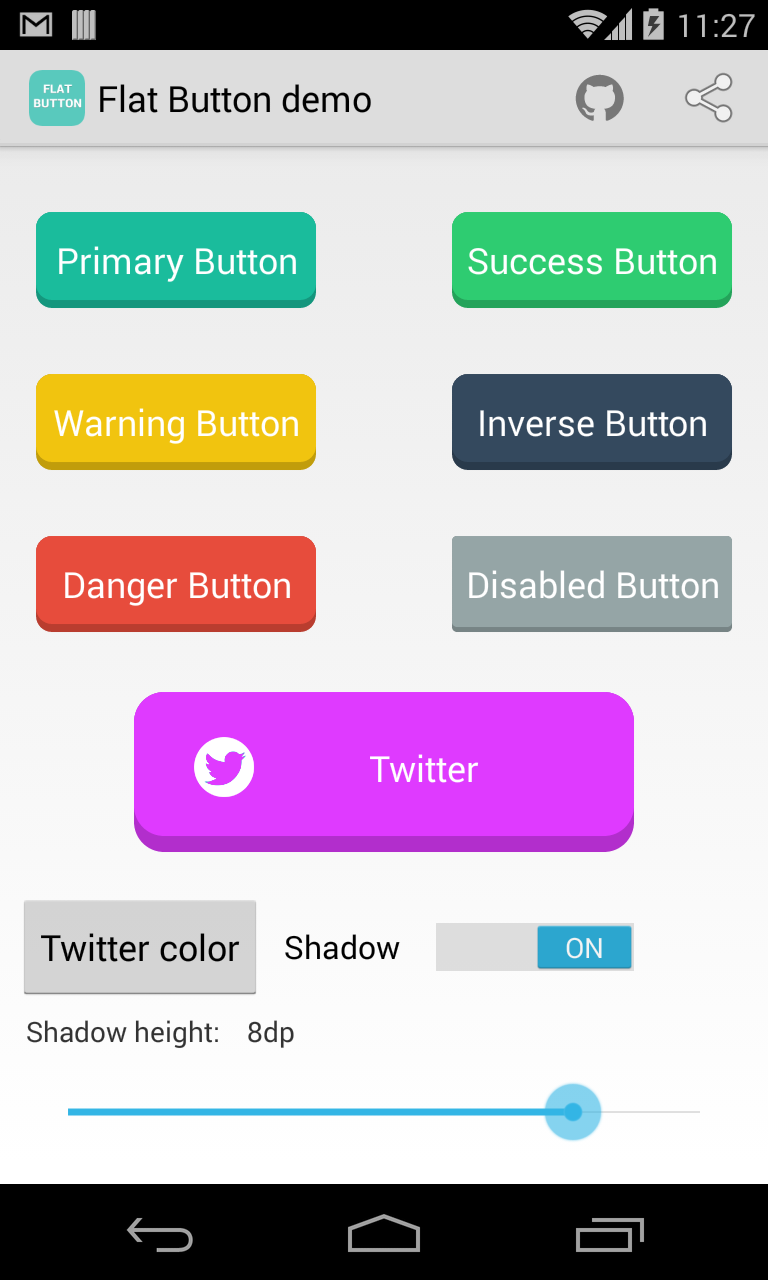 11:27
FLAT
BUTTON
Flat Button demo
Primary Button
Success Button
Warning Button
Inverse Button
Danger Button
Disabled Button
Twitter
Twitter color
Shadow
ON
Shadow height: 8dp